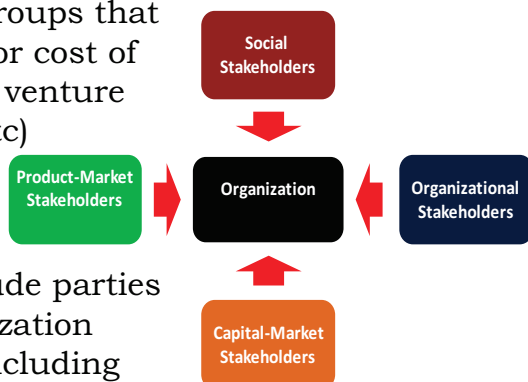 roups that
or cost of
venture
tc)
ude parties
zation
cluding
Social
Stakeholders
Product-Market
Stakeholders
Organization
Organizational
Stakeholders
Capital-Market
Stakeholders